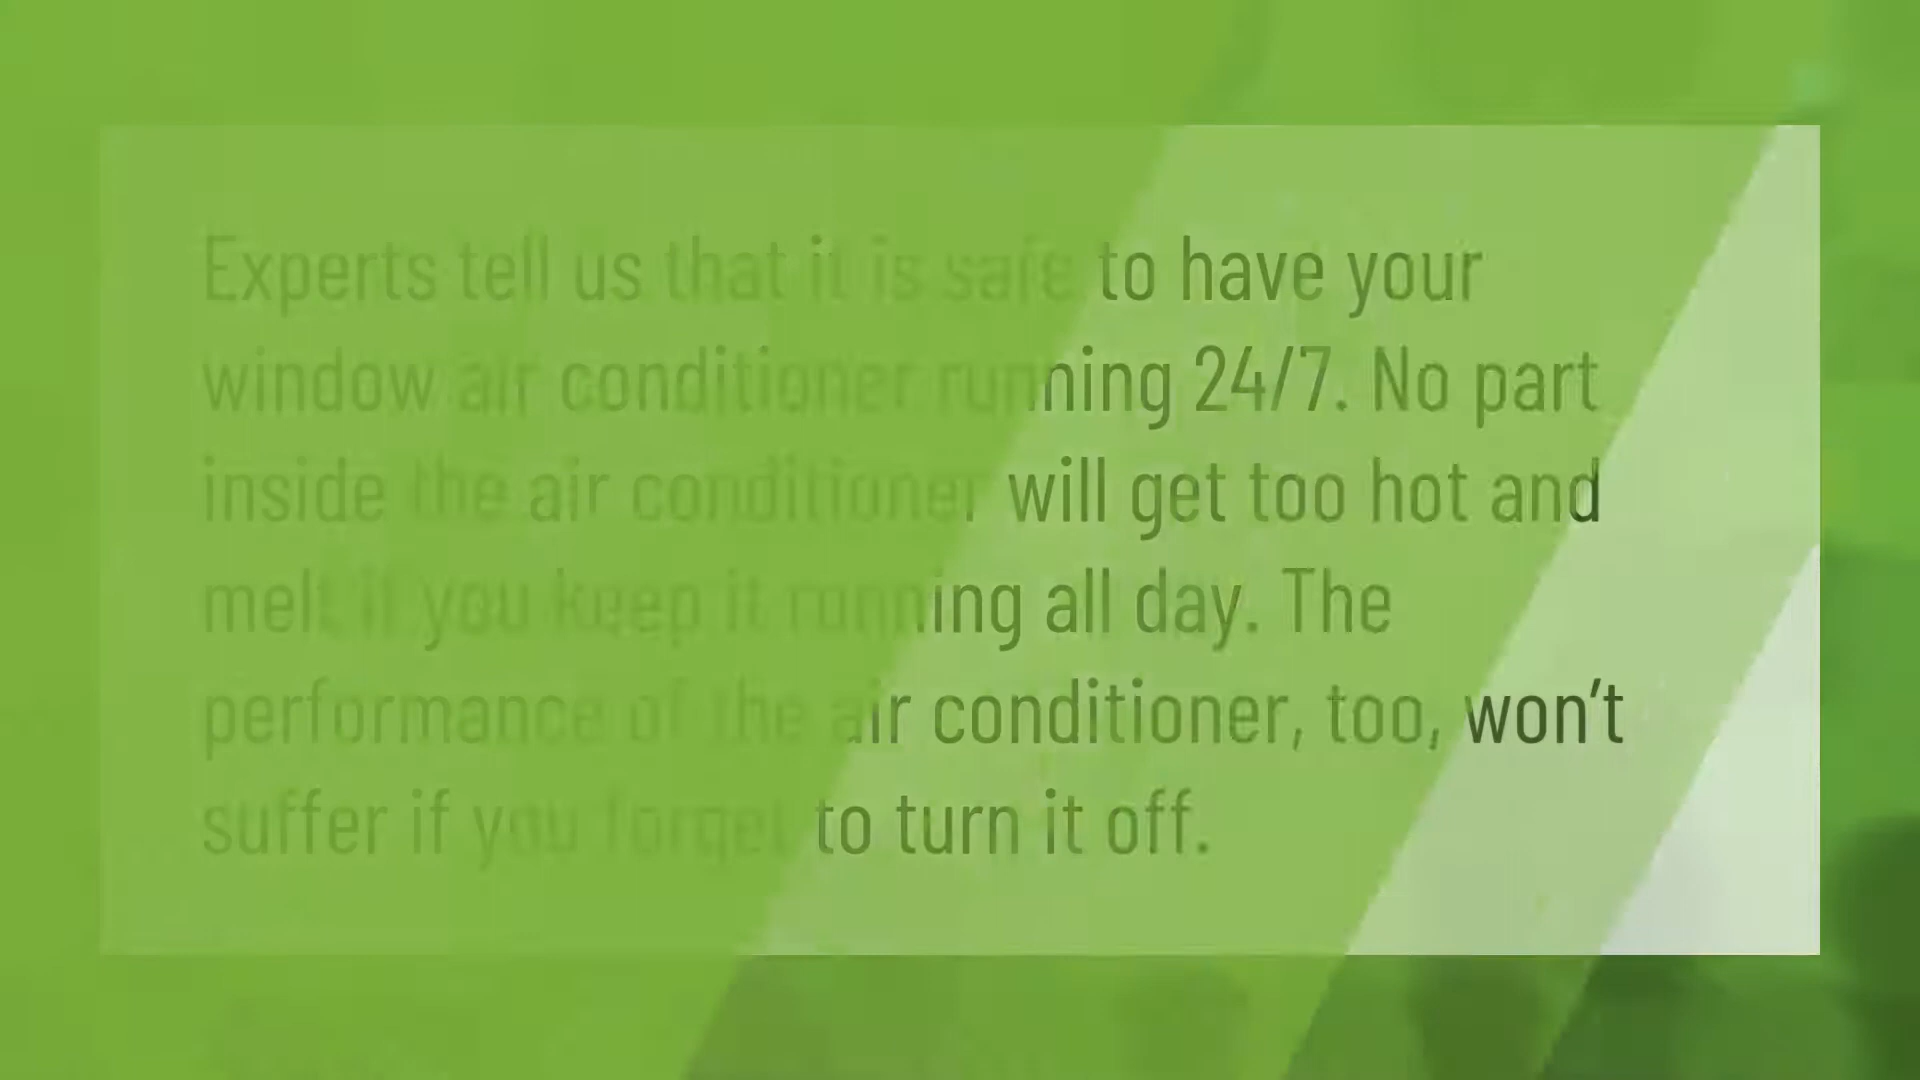 Experts tell us that it is safe to have your
window air conditioner running 24/7. No part
inside the air conditioner will get too hot and
melt if you keep it running all day. The
performance of the air conditioner, too, won’t
suffer if you forget to turn it off.